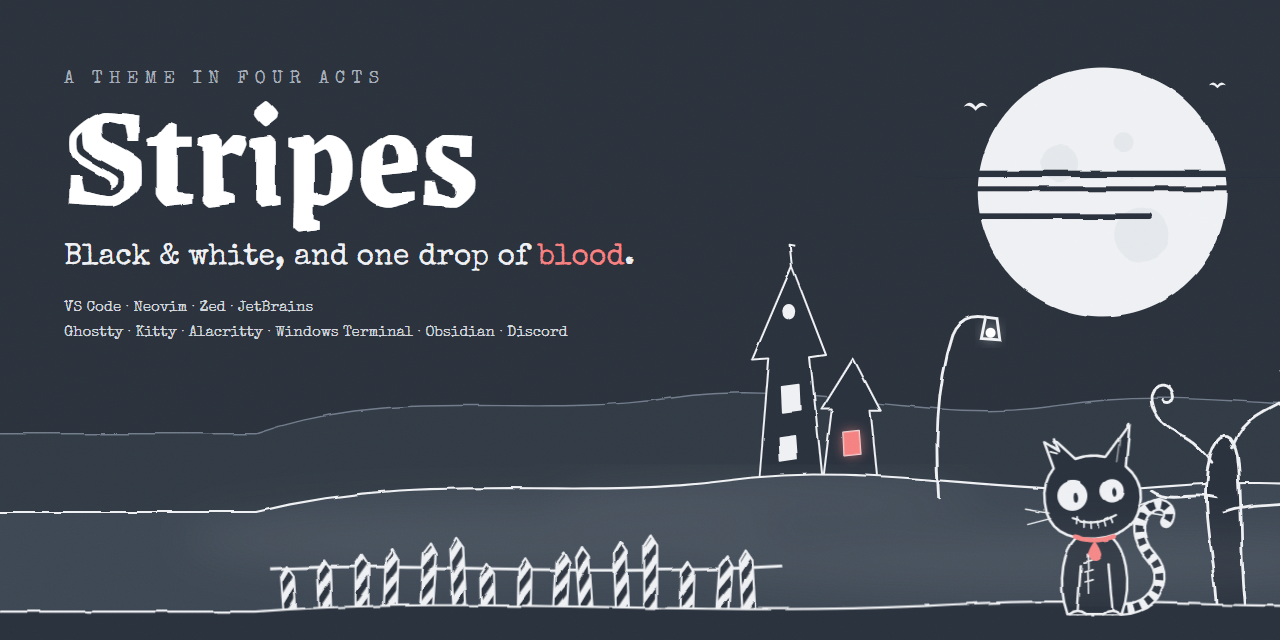 A THEME IN FOUR ACTS
Stripes
Black & white, and one drop of blood.
VS Code · Neovim · Zed · JetBrains
Ghostty · Kitty · Alacritty · Windows Terminal · Obsidian · Discord